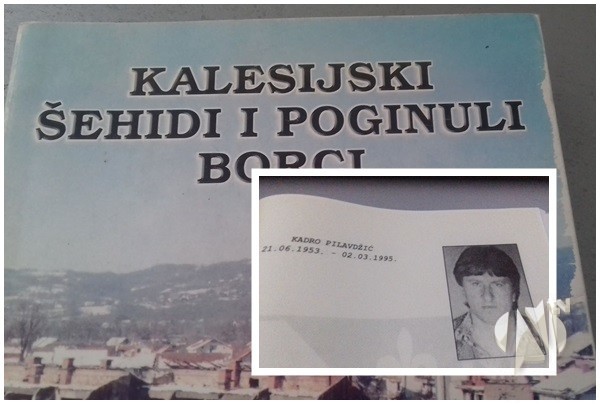 KALESIJSKI
ŠEHIDI I POGINULI
BORCI
KADRO PILAVDŽIĆ
21.06.1953. - 02.03.1995.